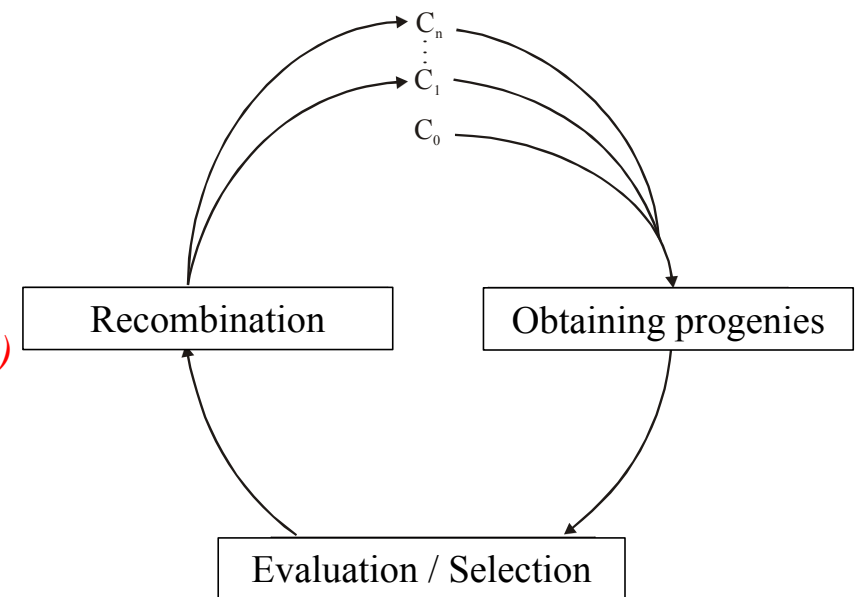 Cₙ
C₁
C₀
Recombination
Obtaining progenies
)
Evaluation / Selection